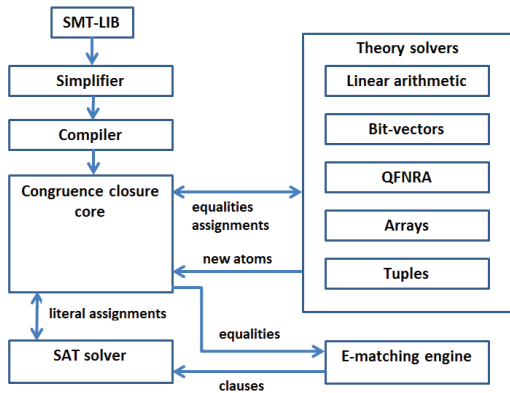 SMT-LIB
Simplifier
Compiler
Congruence closure
core
literal assignments
SAT solver
equalities
assignments
new atoms
equalities
clauses
Theory solvers
Linear arithmetic
Bit-vectors
QFNRA
Arrays
Tuples
E-matching engine